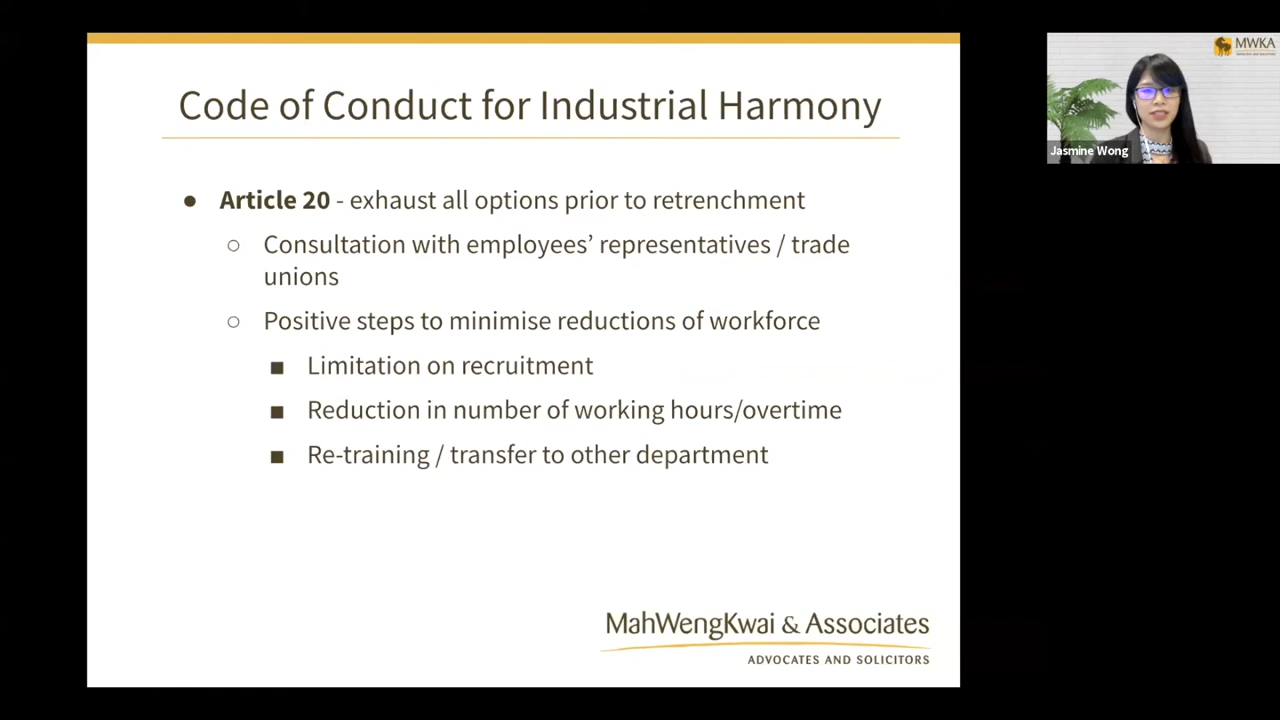 Code of Conduct for Industrial Harmony
● Article 20 - exhaust all options prior to retrenchment
○ Consultation with employees’ representatives / trade
unions
○ Positive steps to minimise reductions of workforce
■ Limitation on recruitment
■ Reduction in number of working hours/overtime
■ Re-training / transfer to other department
MahWengKwai & Associates
ADVOCATES AND SOLICITORS
MWKA
Jasmine Wong